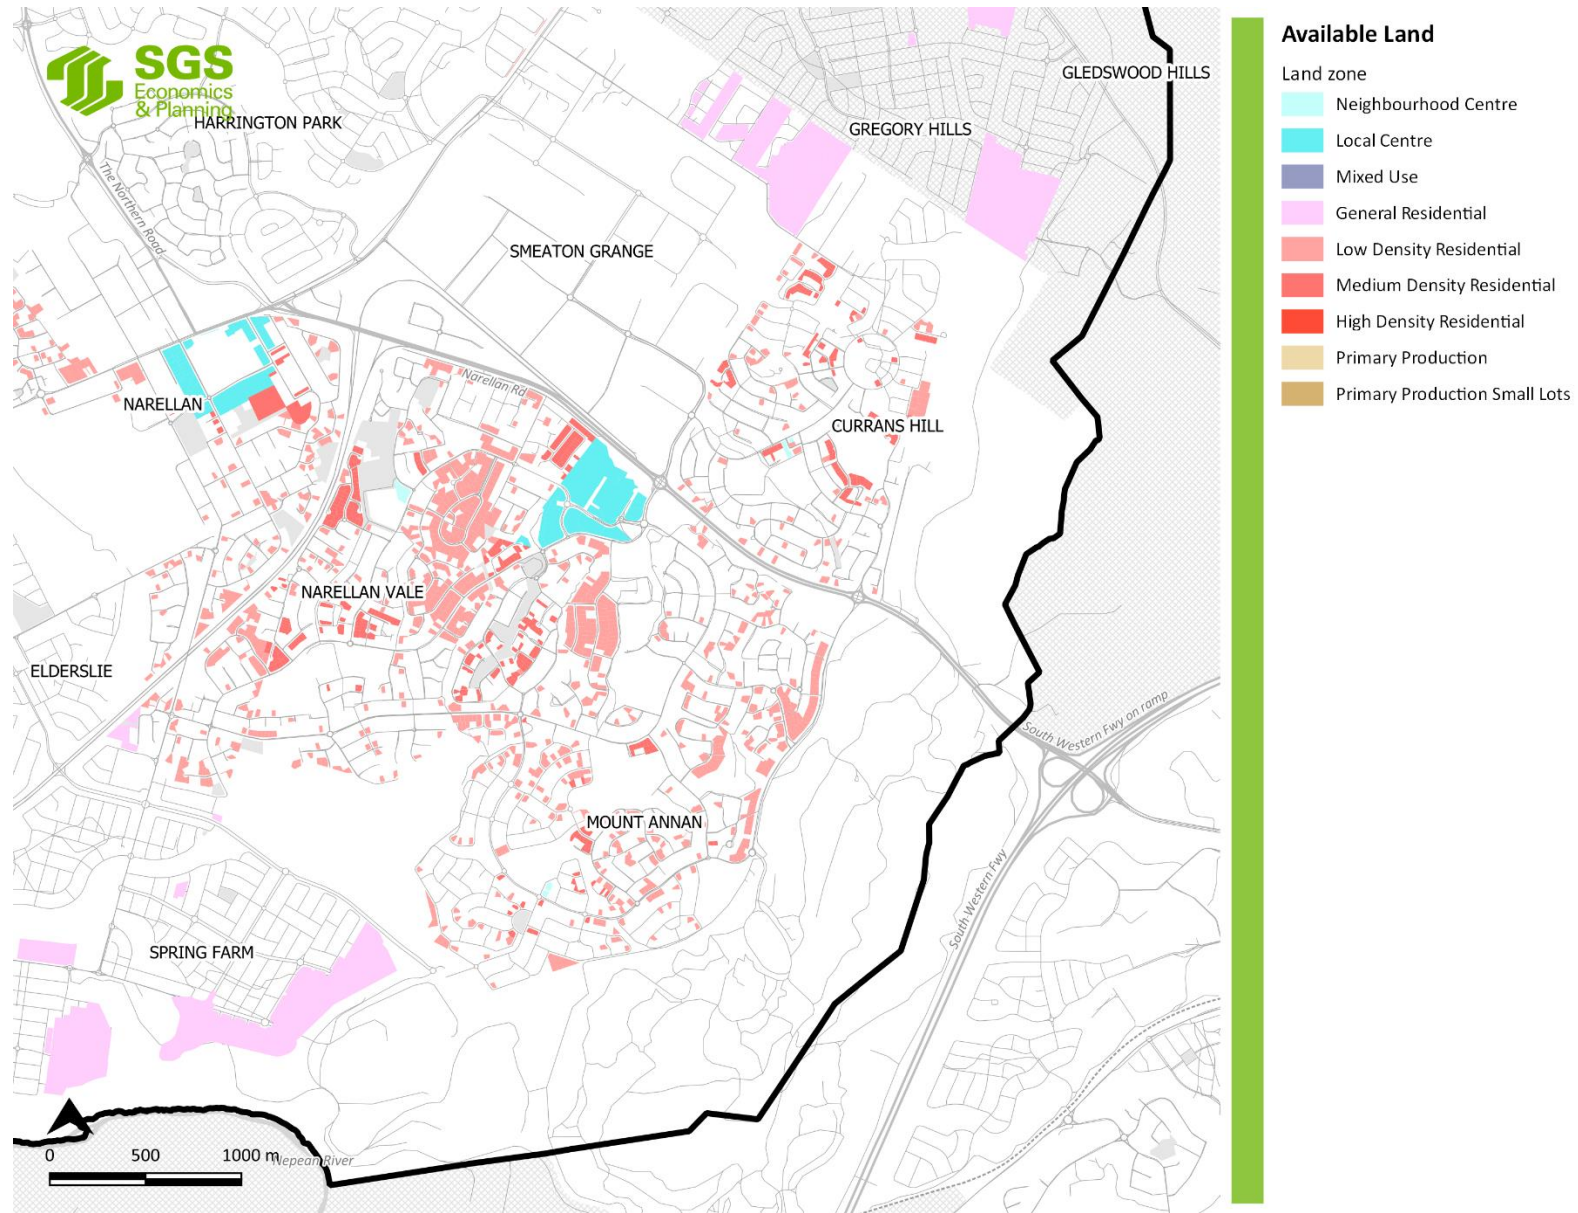 SGS
Economics
& Planning
HARRINGTON PARK
The Northern Road
GLEDSWOOD HILLS
GREGORY HILLS
SMEATON GRANGE
Narellan Rd
NARELLAN
CURRANS HILL
NARELLAN VALE
ELDERSLIE
South Western Fwy on ramp
MOUNT ANNAN
South Western Fwy
SPRING FARM
0 500 1000 m
Nepean River
Available Land
Land zone
Neighbourhood Centre
Local Centre
Mixed Use
General Residential
Low Density Residential
Medium Density Residential
High Density Residential
Primary Production
Primary Production Small Lots